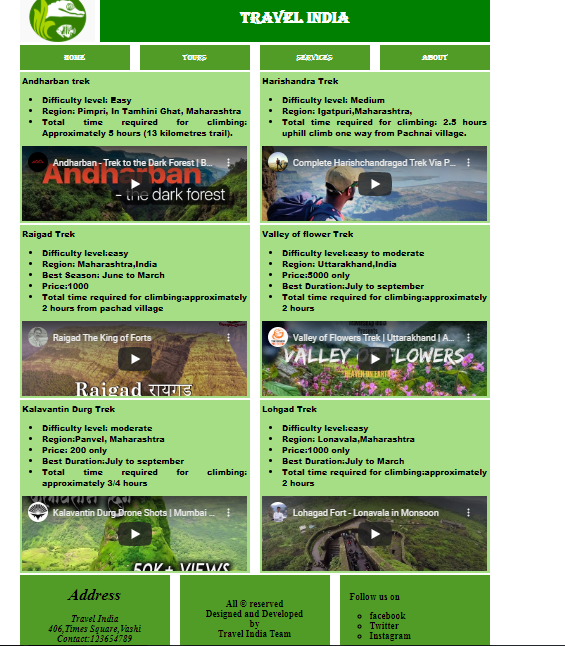 TRAVEL INDIA
HOME TOURS SERVICES ABOUT
Andharban trek
Difficulty level: Easy
Region: Pimpri, In Tamhini Ghat, Maharashtra
Total time required for climbing:
Approximately 5 hours (13 kilometres trail).
Andharban - Trek to the Dark Forest | B...
Andharban
- the dark forest
Harishandra Trek
Difficulty level: Medium
Region: Igatpuri,Maharashtra,
Total time required for climbing: 2.5 hours
uphill climb one way from Pachnai village.
Complete Harishchandragad Trek Via P...
Raigad Trek
Difficulty level:easy
Region: Maharashtra,India
Best Season: June to March
Price:1000
Total time required for climbing:approximately
2 hours from pachad village
Raigad The King of Forts
Raigad रायगड
Valley of flower Trek
Difficulty level:easy to moderate
Region: Uttarakhand,India
Price:5000 only
Best Duration:July to september
Total time required for climbing:approximately
2 hours
Valley of Flowers Trek | Uttarakhand | A...
VALLEY OF FLOWERS
HEAVEN ON EARTH
Kalavantin Durg Trek
Difficulty level: moderate
Region:Panvel, Maharashtra
Price: 200 only
Best Duration:July to september
Total time required for climbing:
approximately 3/4 hours
Kalavantin Durg Drone Shots | Mumbai ...
50K+ VIEWS
Lohgad Trek
Difficulty level:easy
Region: Lonavala,Maharashtra
Price:1000 only
Best Duration:July to March
Total time required for climbing:approximately
2 hours
Lohagad Fort - Lonavala in Monsoon
Address
Travel India
406,Times Square,Vashi
Contact:123654789
All © reserved
Designed and Developed
by
Travel India Team
Follow us on
facebook
Twitter
Instagram